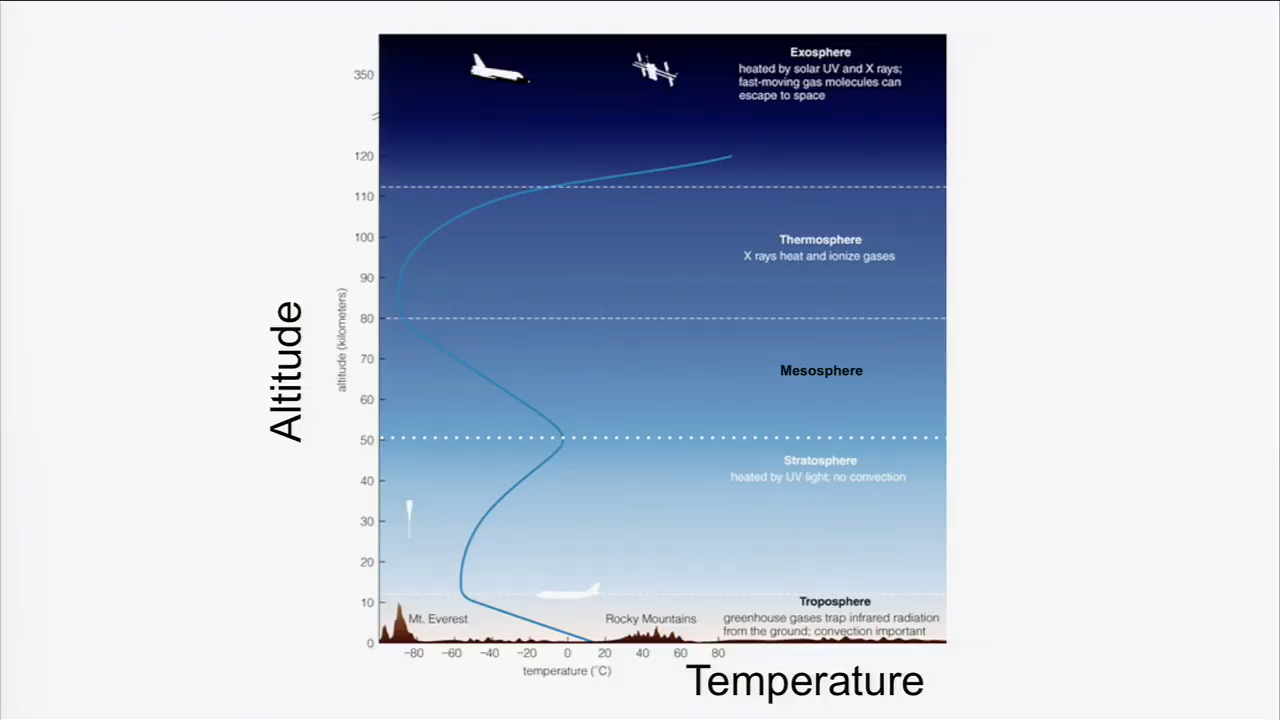 Exosphere
heated by solar UV and X rays;
fast-moving gas molecules can
escape to space
350
120
110
Thermosphere
X rays heat and ionize gases
100
90
80
Altitude
altitude (kilometers)
70
Mesosphere
60
50
Stratosphere
heated by UV light; no convection
40
30
20
10
Troposphere
Mt. Everest
Rocky Mountains
greenhouse gases trap infrared radiation
from the ground; convection important
0
−80 −60 −40 −20 0 20 40 60 80
temperature (°C)
Temperature